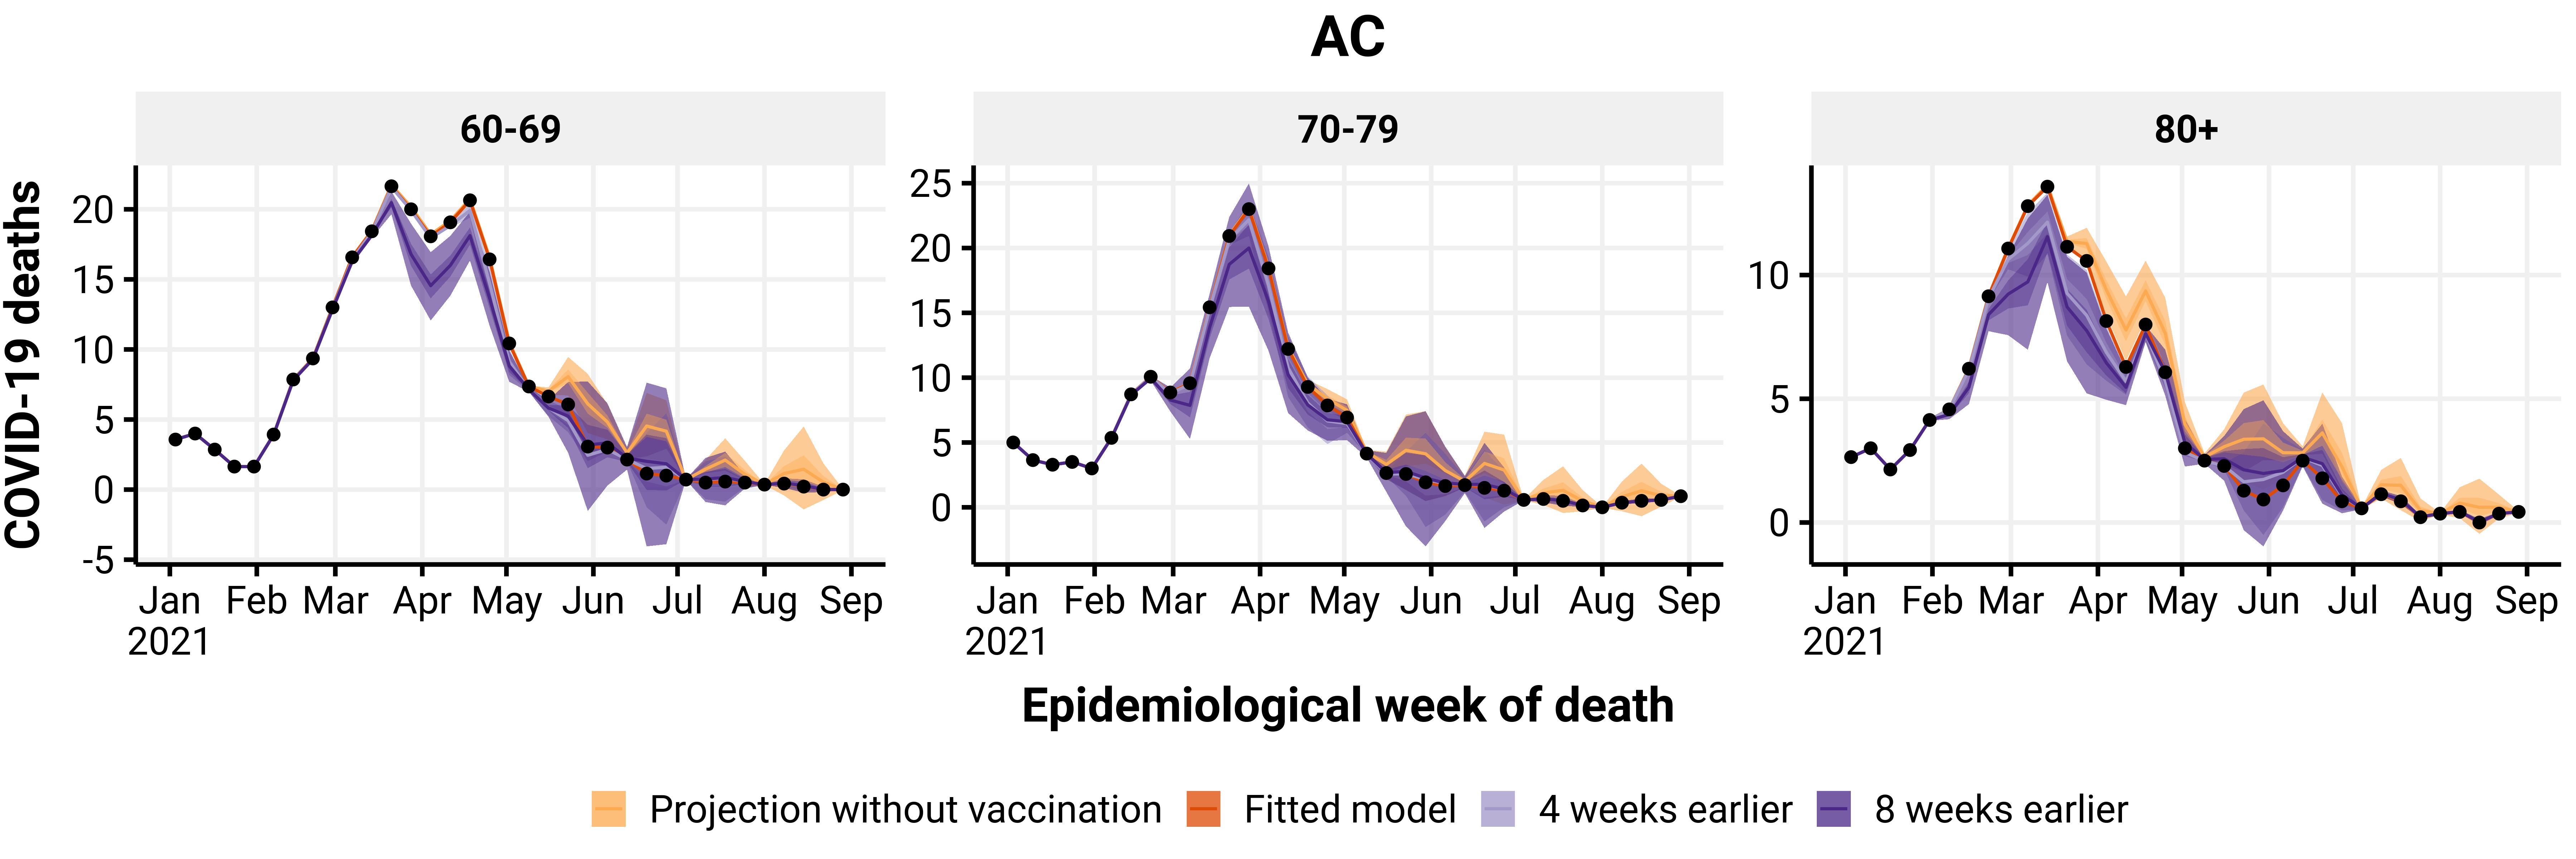 AC
60-69 70-79 80+
COVID-19 deaths
20
15
10
5
0
-5
25
20
15
10
5
0
10
5
0
Jan Feb Mar Apr May Jun Jul Aug Sep
2021
Jan Feb Mar Apr May Jun Jul Aug Sep
2021
Jan Feb Mar Apr May Jun Jul Aug Sep
2021
Epidemiological week of death
Projection without vaccination Fitted model 4 weeks earlier 8 weeks earlier